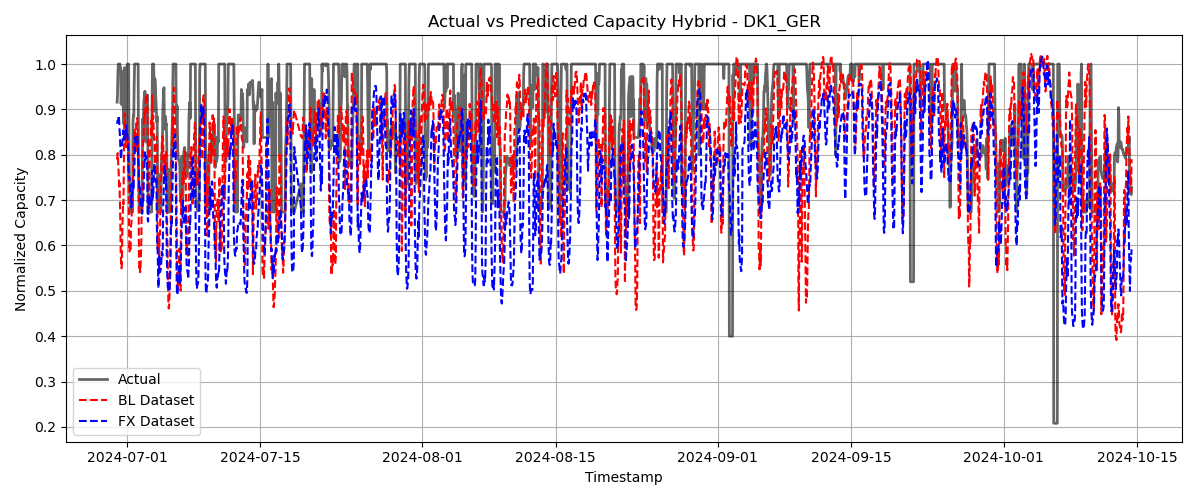 Actual vs Predicted Capacity Hybrid - DK1_GER
Normalized Capacity
1.0
0.9
0.8
0.7
0.6
0.5
0.4
0.3
0.2
Actual
BL Dataset
FX Dataset
2024-07-01 2024-07-15 2024-08-01 2024-08-15 2024-09-01 2024-09-15 2024-10-01 2024-10-15
Timestamp